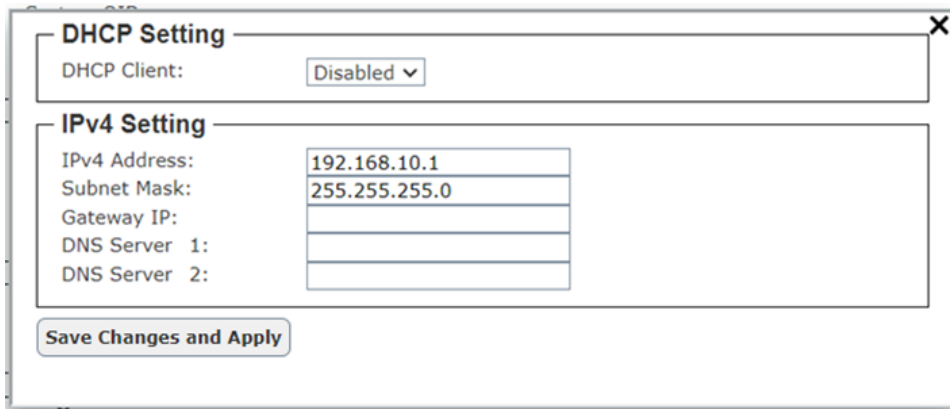 DHCP Setting
DHCP Client: Disabled
IPv4 Setting
IPv4 Address: 192.168.10.1
Subnet Mask: 255.255.255.0
Gateway IP:
DNS Server 1:
DNS Server 2:
Save Changes and Apply